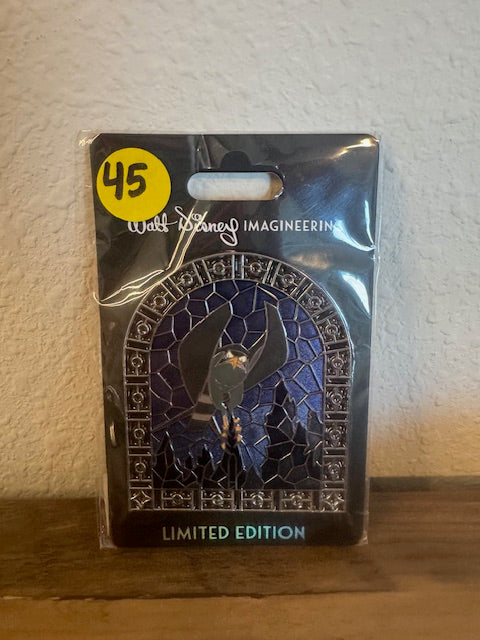 45
Walt Disney IMAGINEERING
LIMITED EDITION